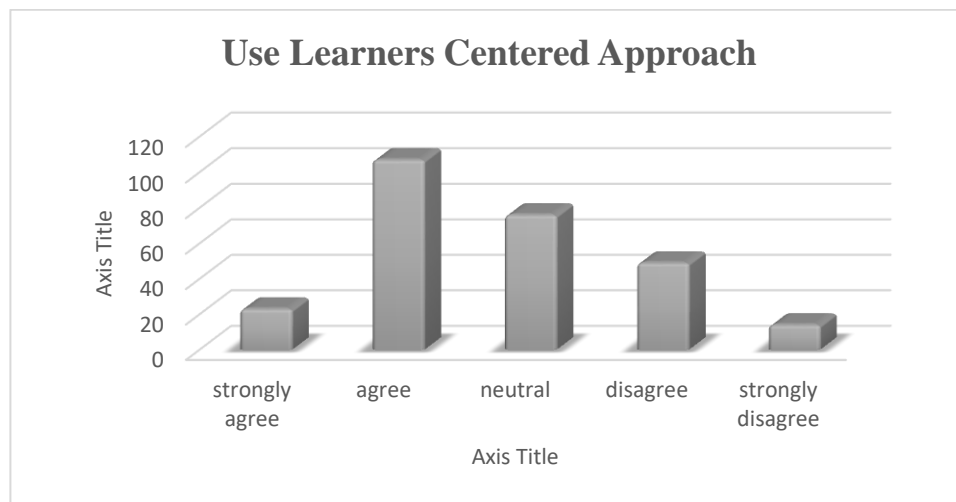 Use Learners Centered Approach
120
100
80
60
40
20
0
Axis Title
strongly
agree
agree
neutral
disagree
strongly
disagree
Axis Title